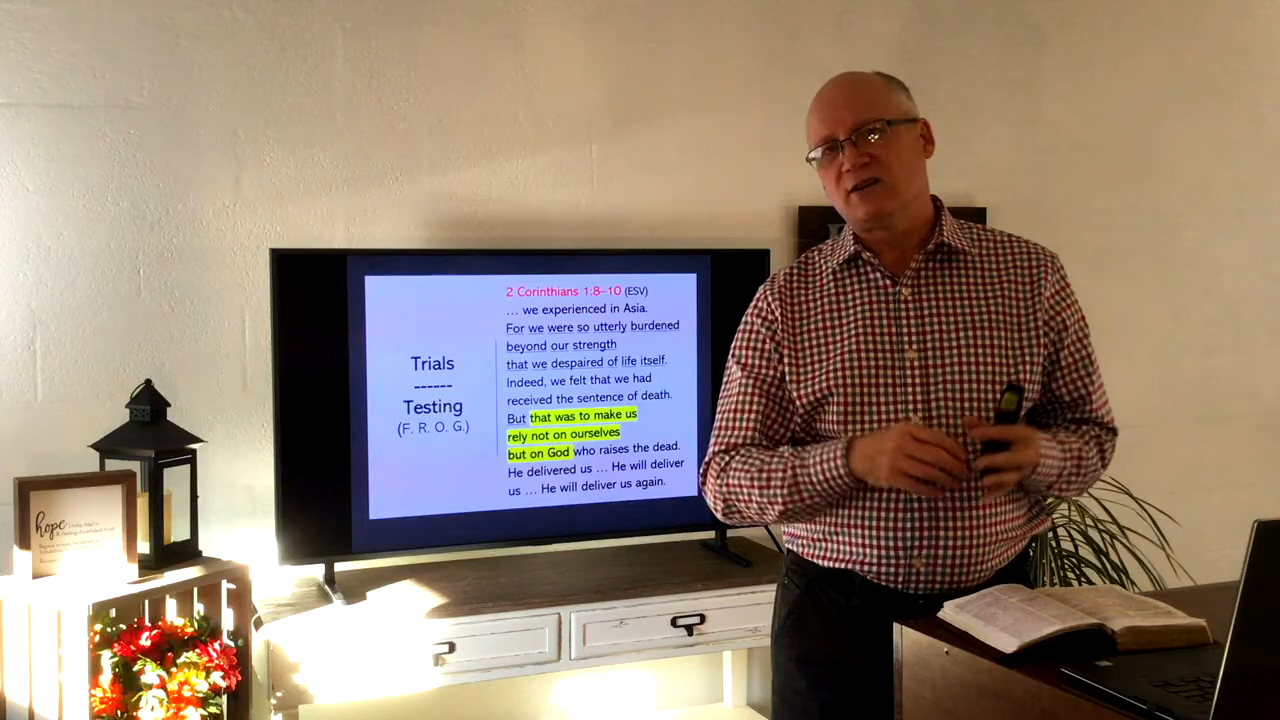 Trials
------
Testing
(F. R. O. G.)
2 Corinthians 1:8–10 (ESV)
… we experienced in Asia.
For we were so utterly burdened
beyond our strength
that we despaired of life itself.
Indeed, we felt that we had
received the sentence of death.
But that was to make us
rely not on ourselves
but on God who raises the dead.
He delivered us … He will deliver
us … He will deliver us again.
hope